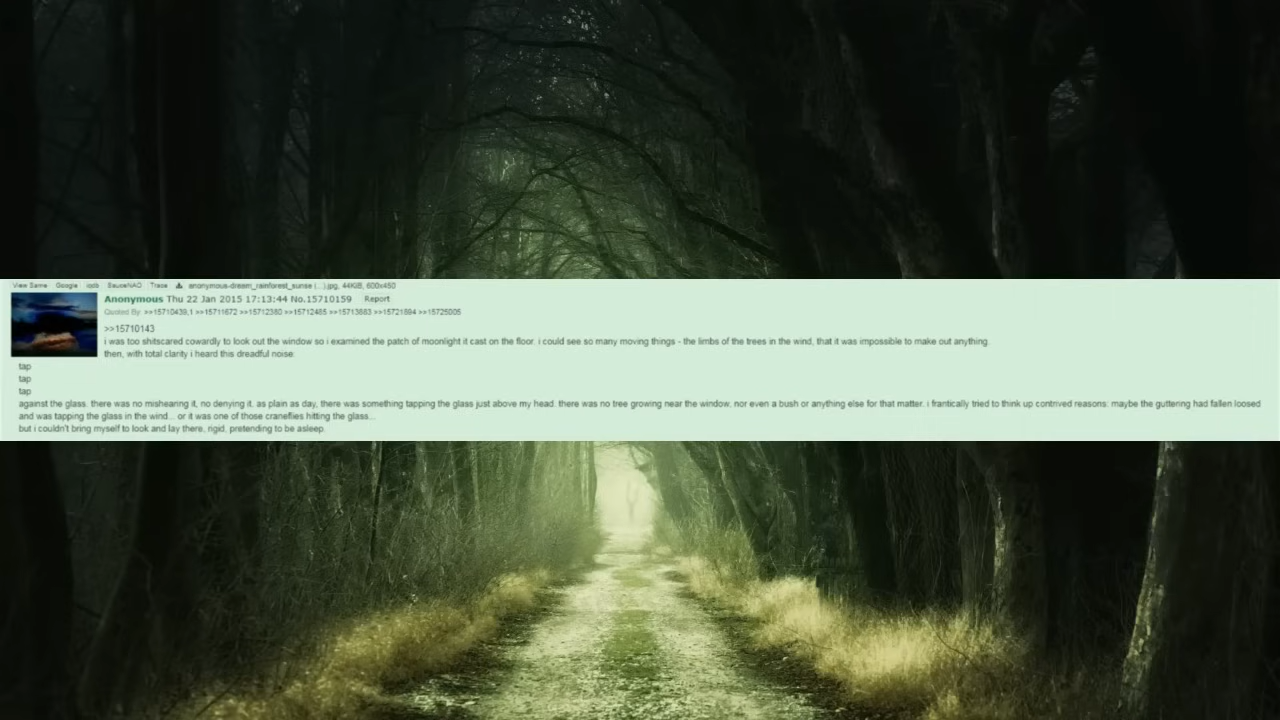 View Same Google iqdb SauceNAO Trace anonymous-dream_rainforest_sunse (...).jpg, 44KiB, 600x450
Anonymous Thu 22 Jan 2015 17:13:44 No.15710159 Report
Quoted By: >>15710439,1 >>15711672 >>15712380 >>15712485 >>15713883 >>15721894 >>15725005
>>15710143
i was too shitscared cowardly to look out the window so i examined the patch of moonlight it cast on the floor. i could see so many moving things - the limbs of the trees in the wind, that it was impossible to make out anything.
then, with total clarity i heard this dreadful noise:
tap
tap
tap
against the glass. there was no mishearing it, no denying it. as plain as day, there was something tapping the glass just above my head. there was no tree growing near the window, nor even a bush or anything else for that matter. i frantically tried to think up contrived reasons: maybe the guttering had fallen loosed
and was tapping the glass in the wind... or it was one of those craneflies hitting the glass...
but i couldn't bring myself to look and lay there, rigid, pretending to be asleep.